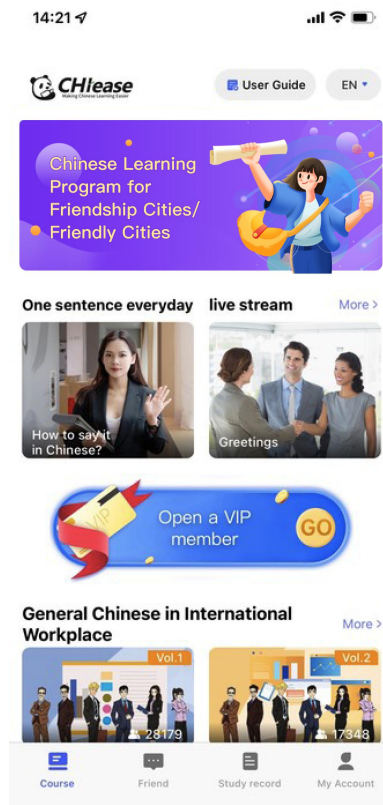 14:21
CHIease
Making Chinese Learning Easier
User Guide
EN
Chinese Learning
Program for
Friendship Cities/
Friendly Cities
One sentence everyday
live stream
More >
How to say it
in Chinese?
Greetings
VIP
Open a VIP
member
GO
General Chinese in International
Workplace
More >
Vol.1
Vol.2
28179
17348
Course
Friend
Study record
My Account